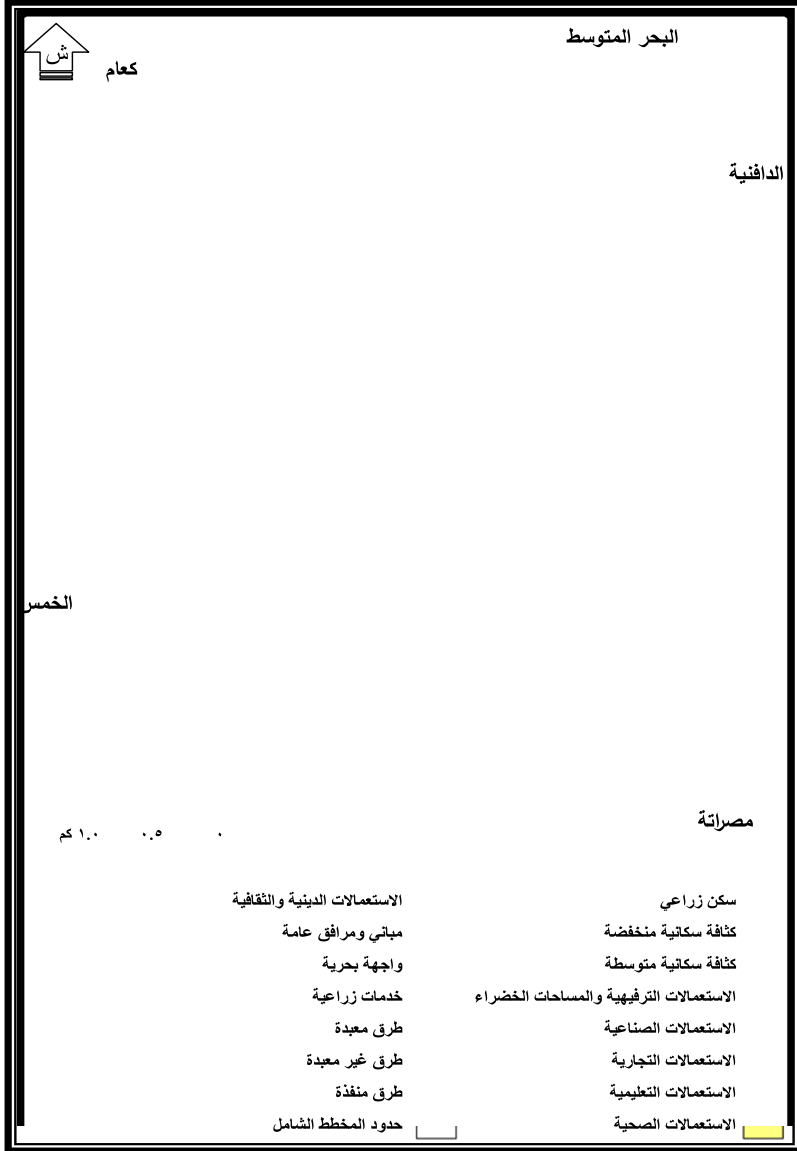 البحر المتوسط
ش
كعام
الدافنية
الخمس
مصراتة
٠ ٠.٥ ١.٠ كم
سكن زراعي
كثافة سكانية منخفضة
كثافة سكانية متوسطة
الاستعمالات الترفيهية والمساحات الخضراء
الاستعمالات الصناعية
الاستعمالات التجارية
الاستعمالات التعليمية
الاستعمالات الصحية
الاستعمالات الدينية والثقافية
مباني ومرافق عامة
واجهة بحرية
خدمات زراعية
طرق معبدة
طرق غير معبدة
طرق منفذة
حدود المخطط الشامل